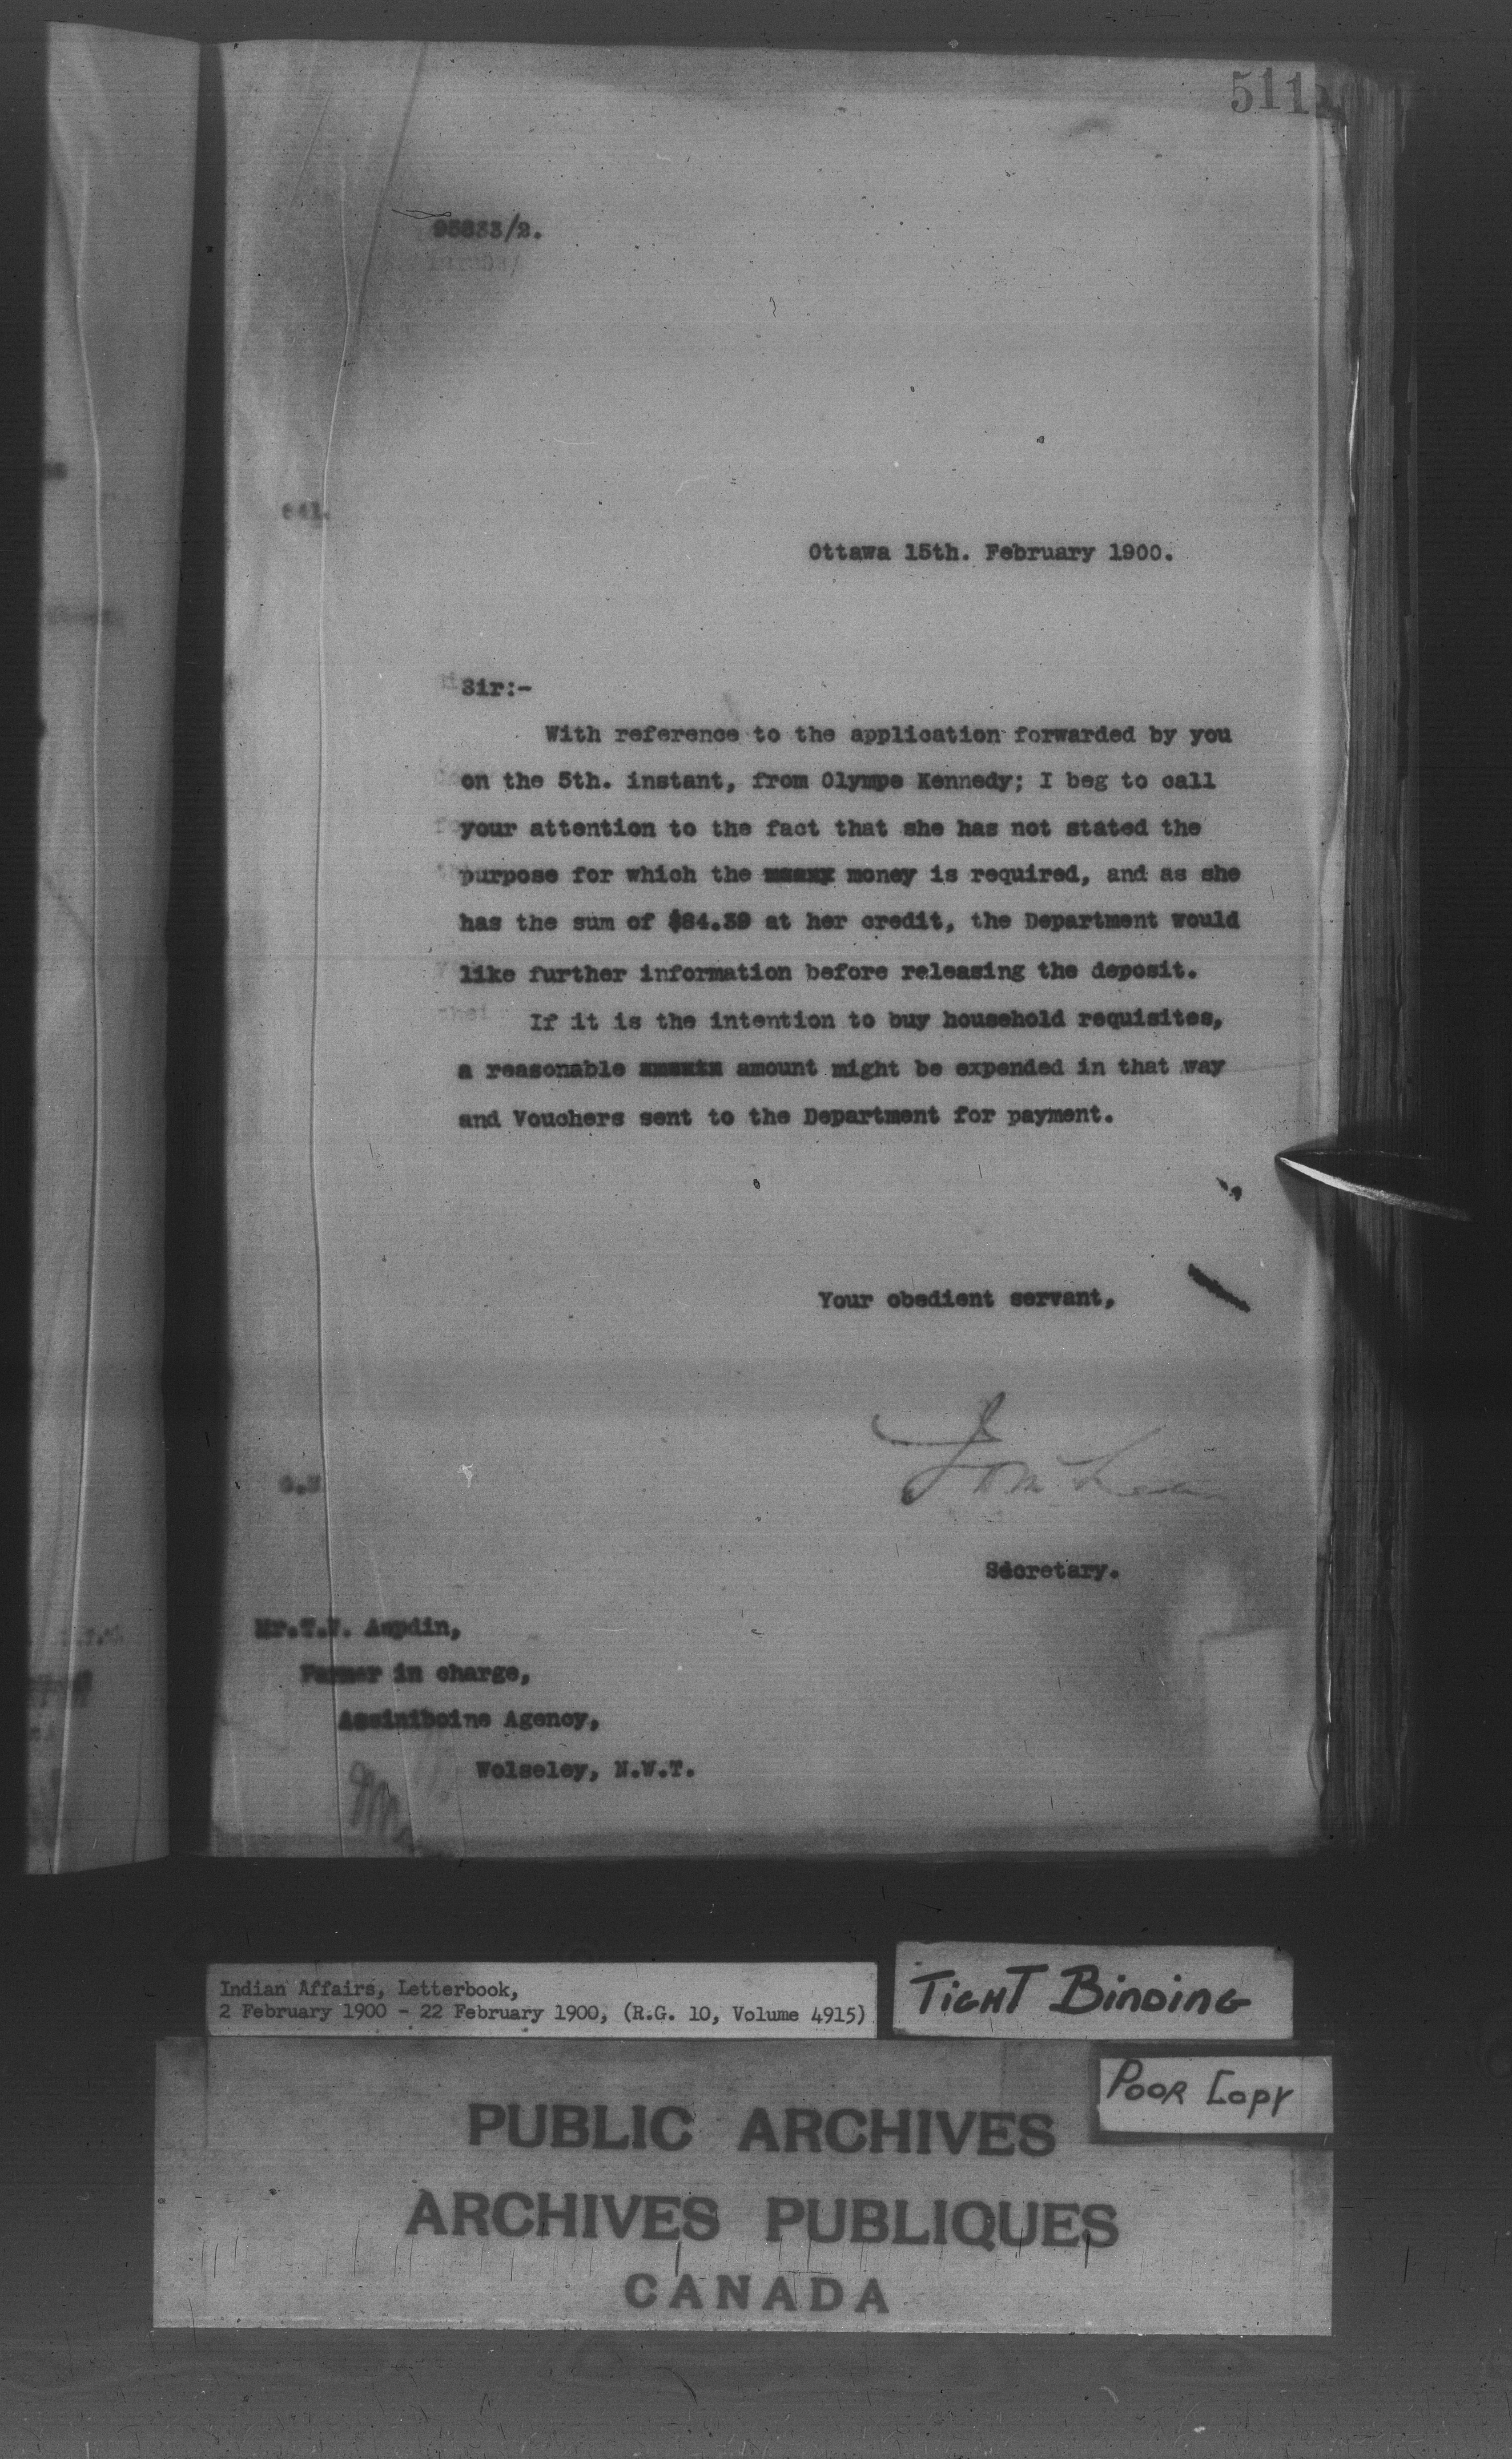 511
95833/2.
Ottawa 15th. February 1900.
Sir:-
With reference to the application forwarded by you
on the 5th. instant, from Olympe Kennedy; I beg to call
your attention to the fact that she has not stated the
purpose for which the money is required, and as she
has the sum of $84.39 at her credit, the Department would
like further information before releasing the deposit.
If it is the intention to buy household requisites,
a reasonable amount might be expended in that way
and Vouchers sent to the Department for payment.
Your obedient servant,
Secretary.
Mr.T.W. Aspdin,
Farmer in charge,
Assiniboine Agency,
Wolseley, N.W.T.
Indian Affairs, Letterbook,
2 February 1900 - 22 February 1900, (R.G. 10, Volume 4915)
TIGHT BINDING
POOR COPY
PUBLIC ARCHIVES
ARCHIVES PUBLIQUES
CANADA